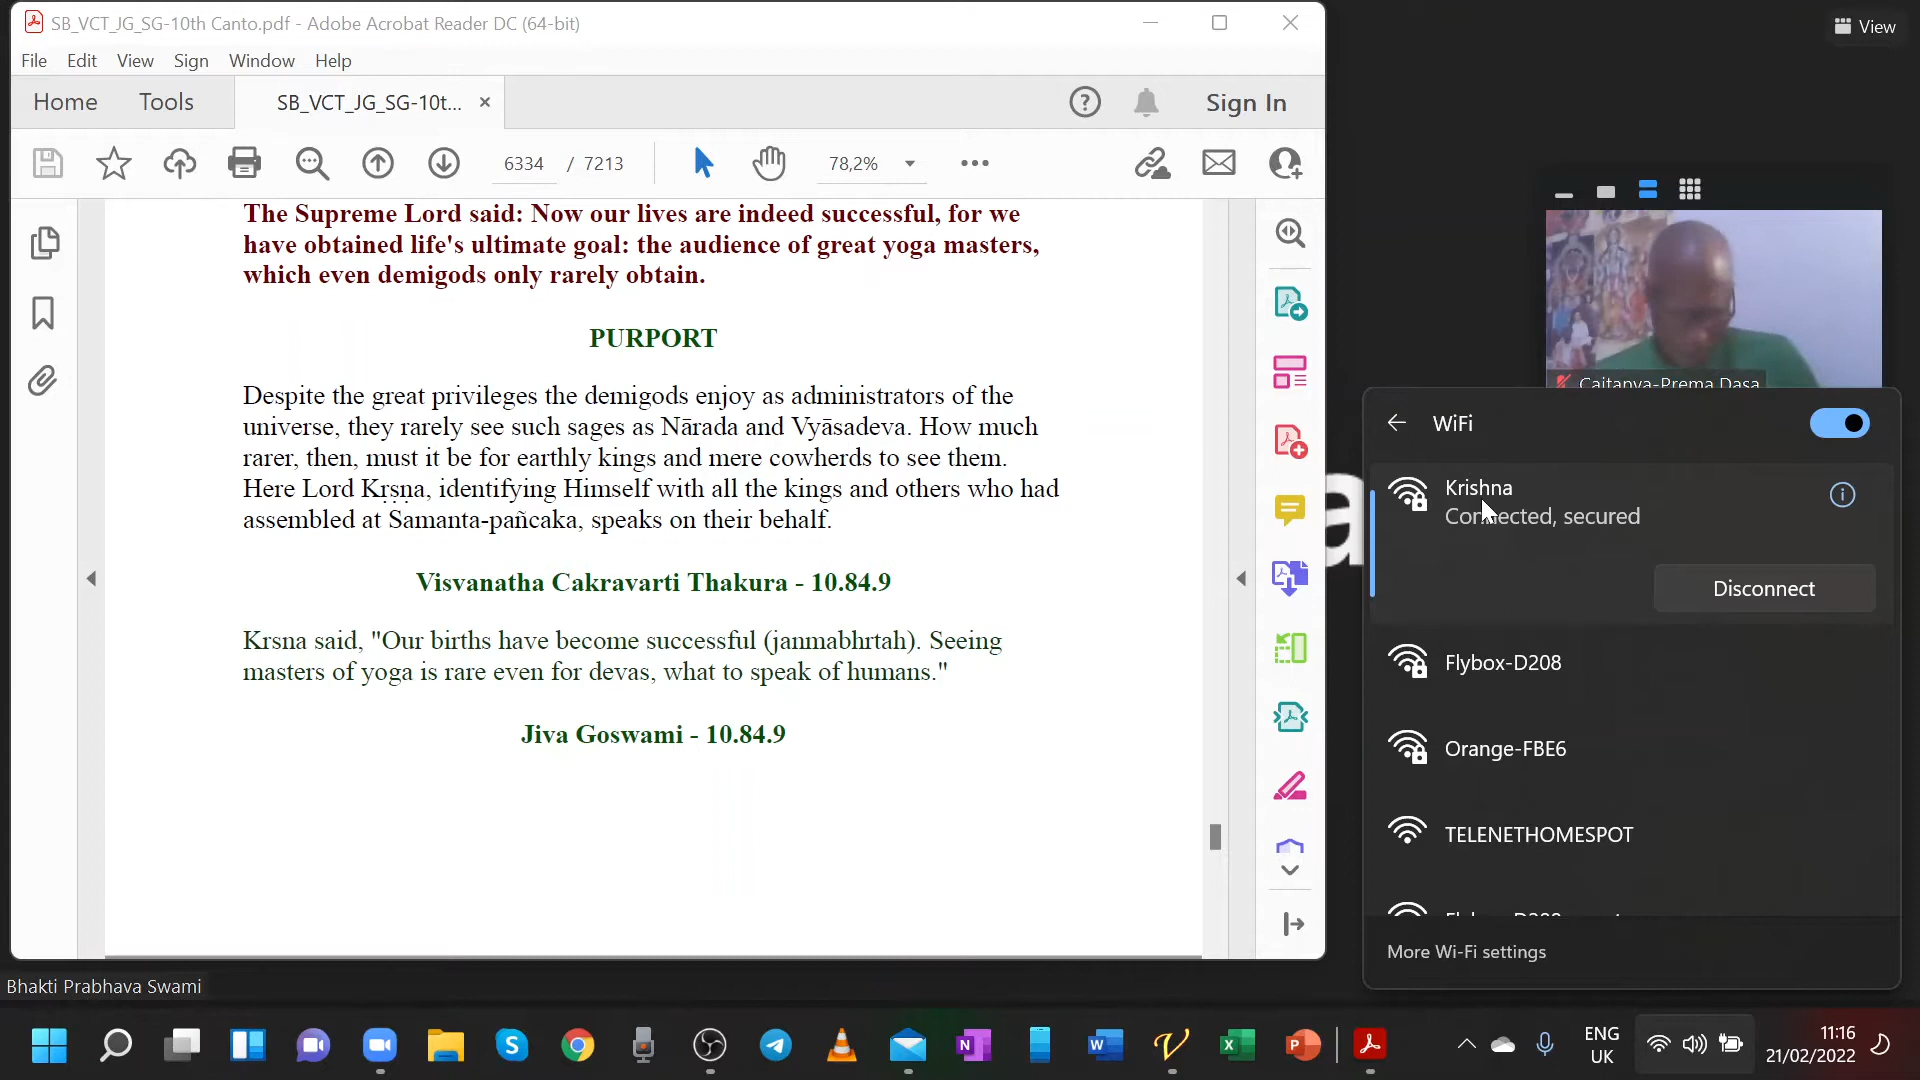 SB_VCT_JG_SG-10th Canto.pdf - Adobe Acrobat Reader DC (64-bit)
View
File Edit View Sign Window Help
Home Tools SB_VCT_JG_SG-10t... Sign In
6334 / 7213 78,2%
The Supreme Lord said: Now our lives are indeed successful, for we
have obtained life's ultimate goal: the audience of great yoga masters,
which even demigods only rarely obtain.
PURPORT
Despite the great privileges the demigods enjoy as administrators of the
universe, they rarely see such sages as Nārada and Vyāsadeva. How much
rarer, then, must it be for earthly kings and mere cowherds to see them.
Here Lord Kṛṣṇa, identifying Himself with all the kings and others who had
assembled at Samanta-pañcaka, speaks on their behalf.
Visvanatha Cakravarti Thakura - 10.84.9
Krsna said, "Our births have become successful (janmabhrtah). Seeing
masters of yoga is rare even for devas, what to speak of humans."
Jiva Goswami - 10.84.9
Caitanya-Prema Dasa
a
WiFi
Krishna
Connected, secured
Disconnect
Flybox-D208
Orange-FBE6
TELENETHOMESPOT
More Wi-Fi settings
Bhakti Prabhava Swami
ENG
UK
11:16
21/02/2022